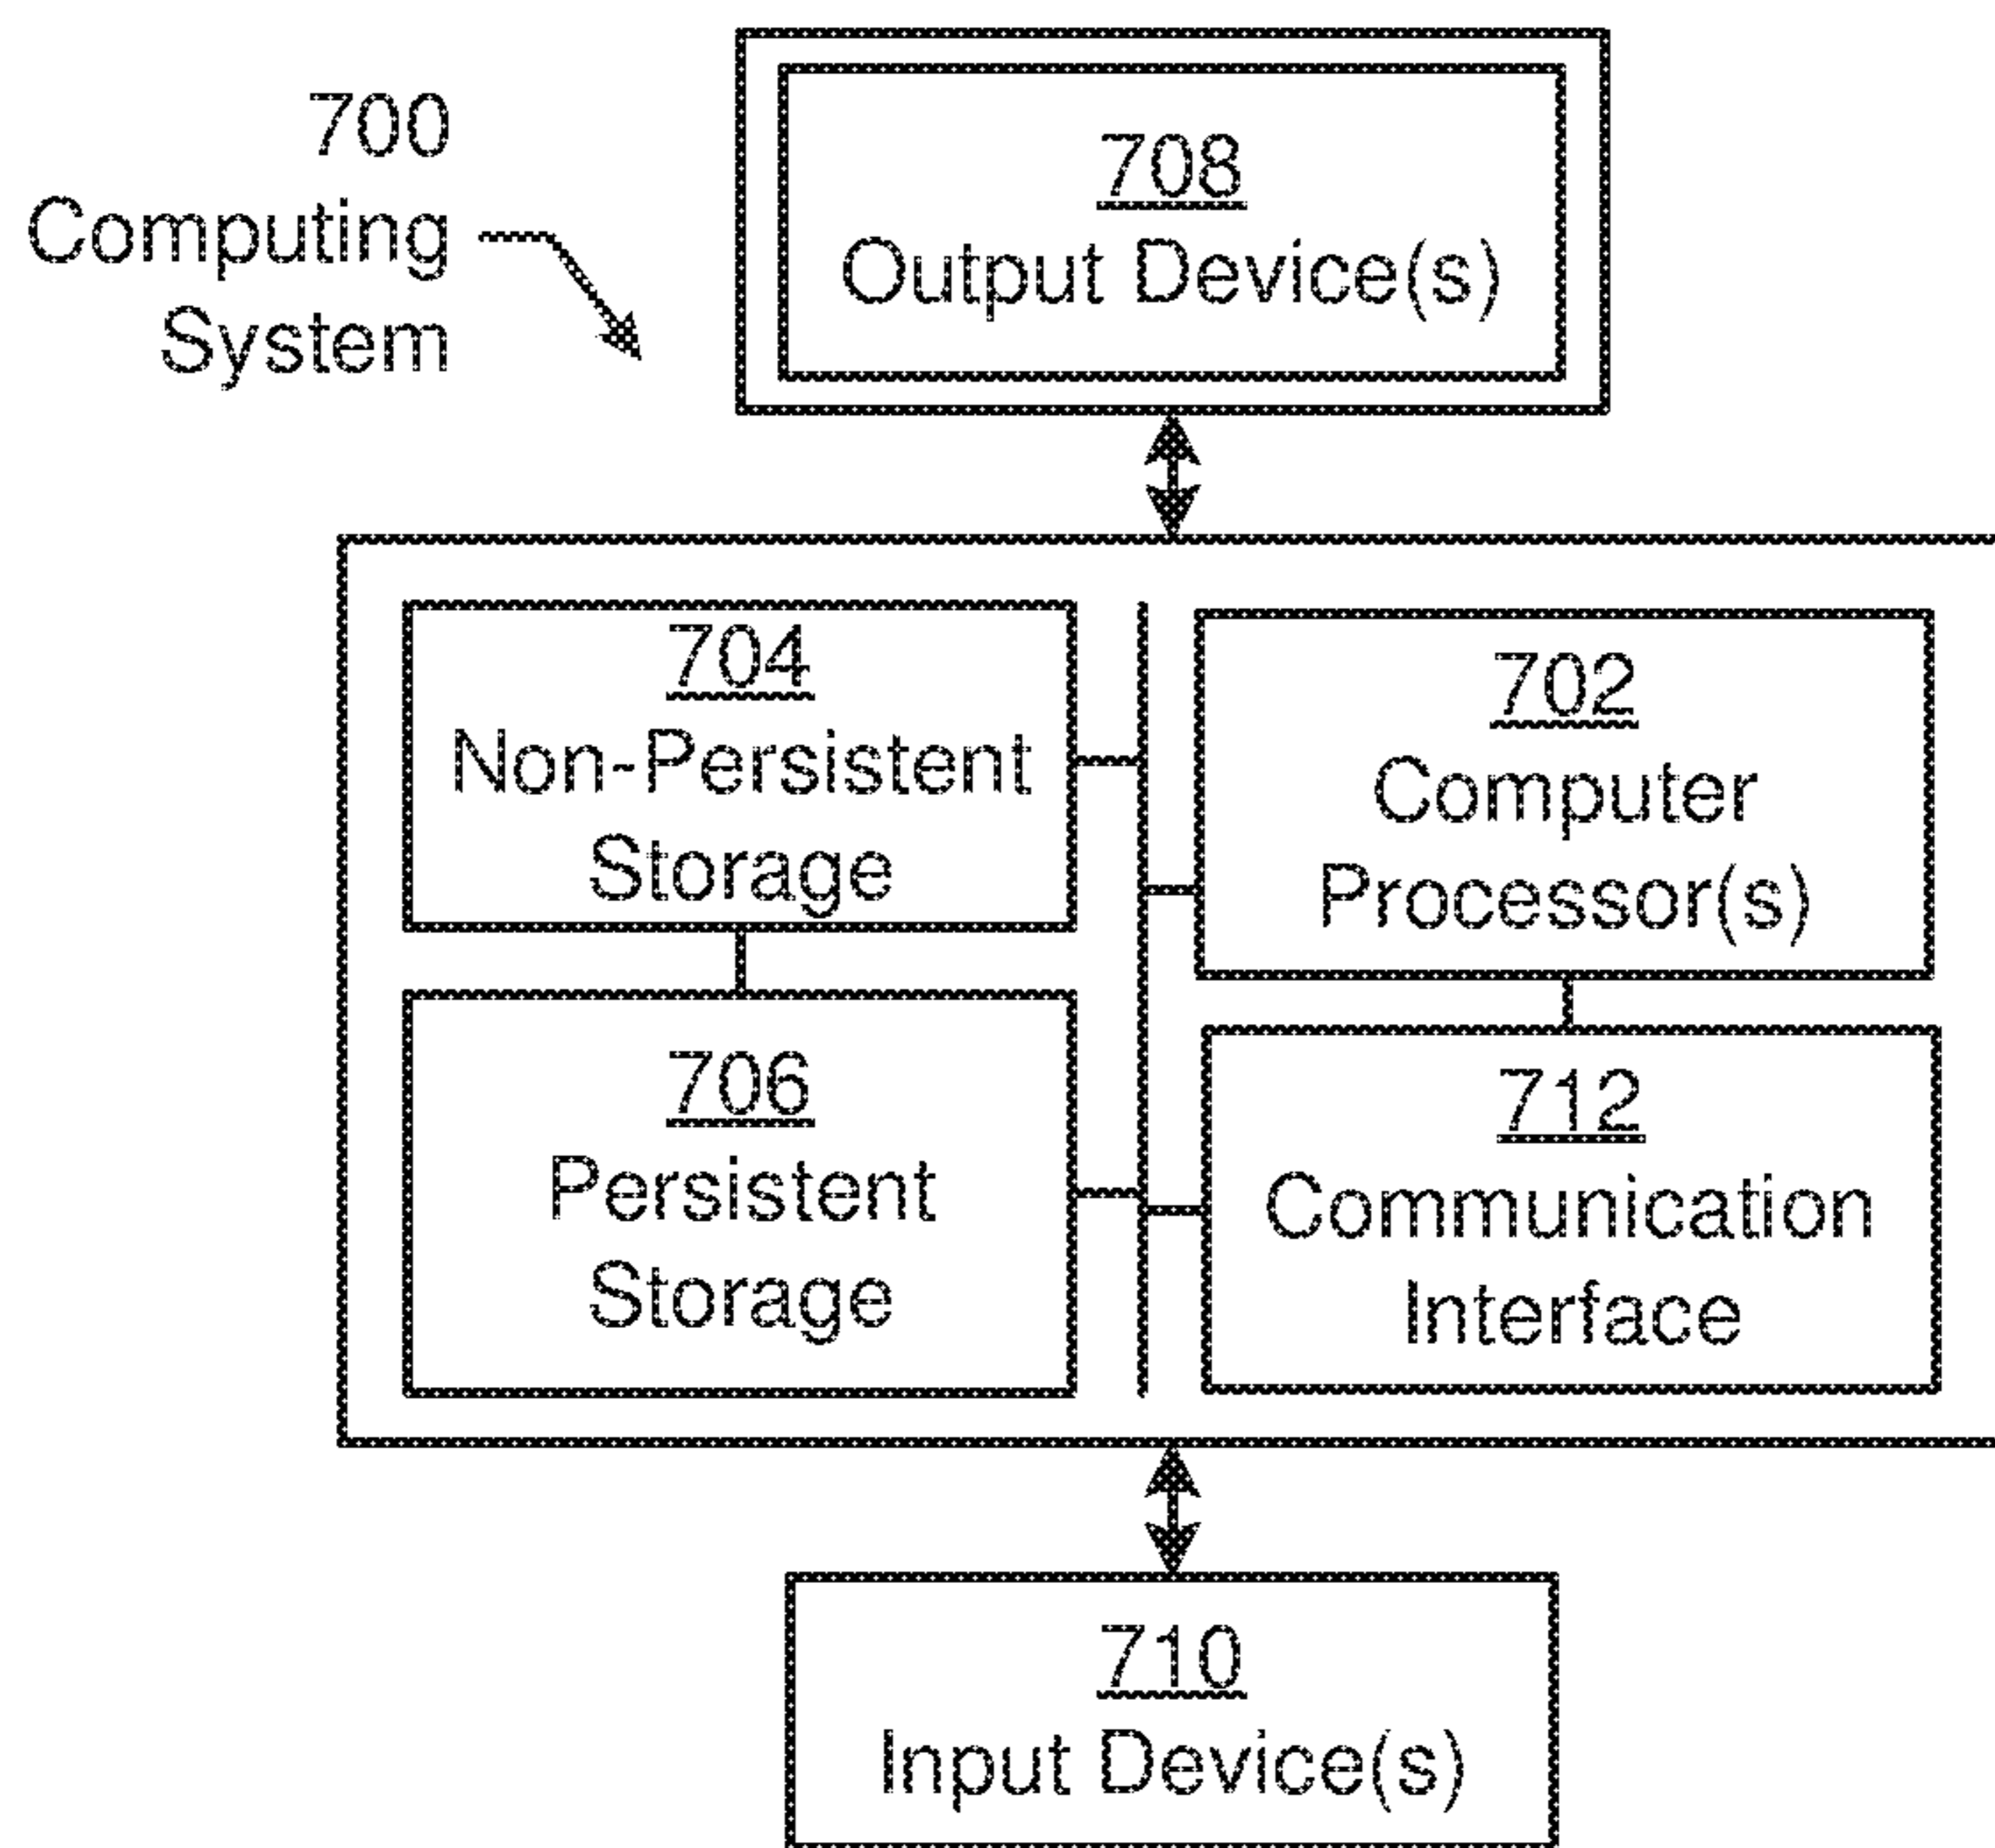 700
Computing
System
708
Output Device(s)
704
Non-Persistent
Storage
702
Computer
Processor(s)
706
Persistent
Storage
712
Communication
Interface
710
Input Device(s)